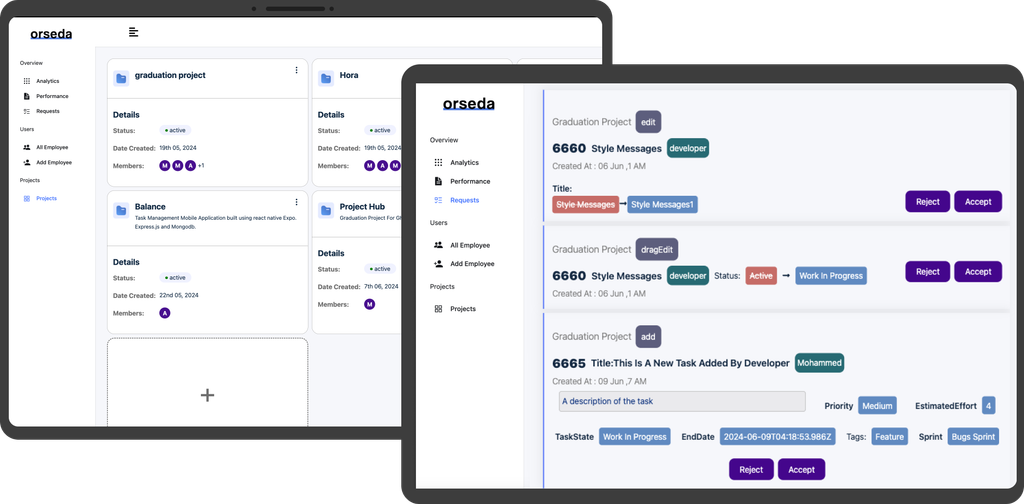 orseda
Overview
Analytics
Performance
Requests
Users
All Employee
Add Employee
Projects
Projects
graduation project
Details
Status: active
Date Created: 19th 05, 2024
Members: M M A +1
Hora
Details
Status: active
Date Created: 19th 05, 2024
Members: M A M
Balance
Task Management Mobile Application built using react native Expo.
Express.js and Mongodb.
Details
Status: active
Date Created: 22nd 05, 2024
Members: A
Project Hub
Graduation Project For
Details
Status: active
Date Created: 7th 06, 2024
Members: M
+
orseda
Overview
Analytics
Performance
Requests
Users
All Employee
Add Employee
Projects
Projects
Graduation Project edit
6660 Style Messages developer
Created At : 06 Jun ,1 AM
Title:
Style Messages → Style Messages1
Reject Accept
Graduation Project dragEdit
6660 Style Messages developer Status: Active → Work In Progress
Reject Accept
Created At : 06 Jun ,1 AM
Graduation Project add
6665 Title:This Is A New Task Added By Developer Mohammed
Created At : 09 Jun ,7 AM
A description of the task
Priority Medium EstimatedEffort 4
TaskState Work In Progress EndDate 2024-06-09T04:18:53.986Z Tags: Feature Sprint Bugs Sprint
Reject Accept